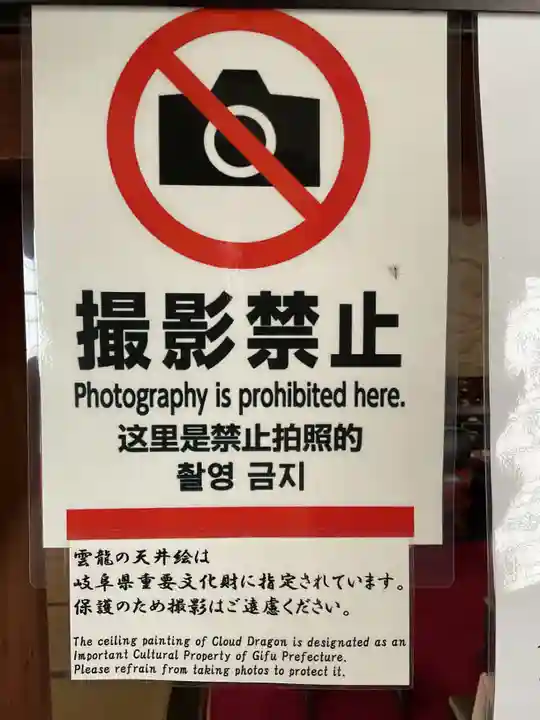 撮影禁止
Photography is prohibited here.
这里是禁止拍照的
촬영 금지
雲龍の天井絵は
岐阜県重要文化財に指定されています。
保護のため撮影はご遠慮ください。
The ceiling painting of Cloud Dragon is designated as an
Important Cultural Property of Gifu Prefecture.
Please refrain from taking photos to protect it.